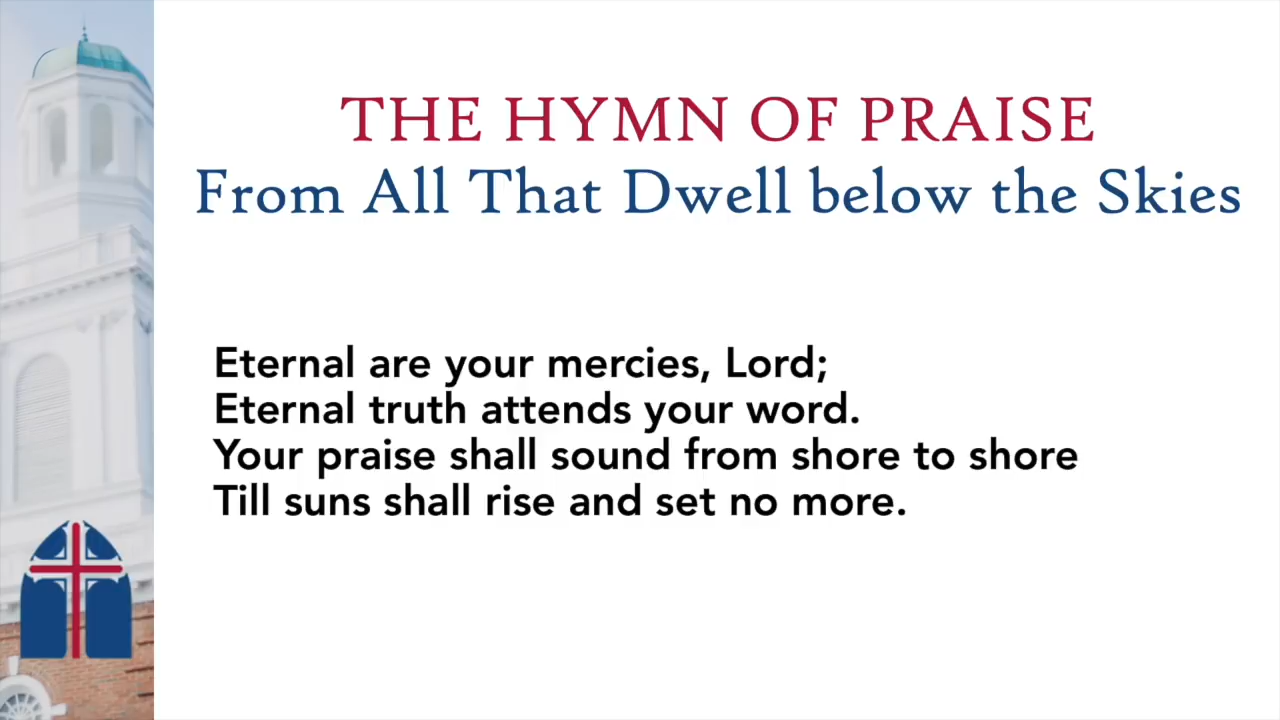 THE HYMN OF PRAISE
From All That Dwell below the Skies
Eternal are your mercies, Lord;
Eternal truth attends your word.
Your praise shall sound from shore to shore
Till suns shall rise and set no more.